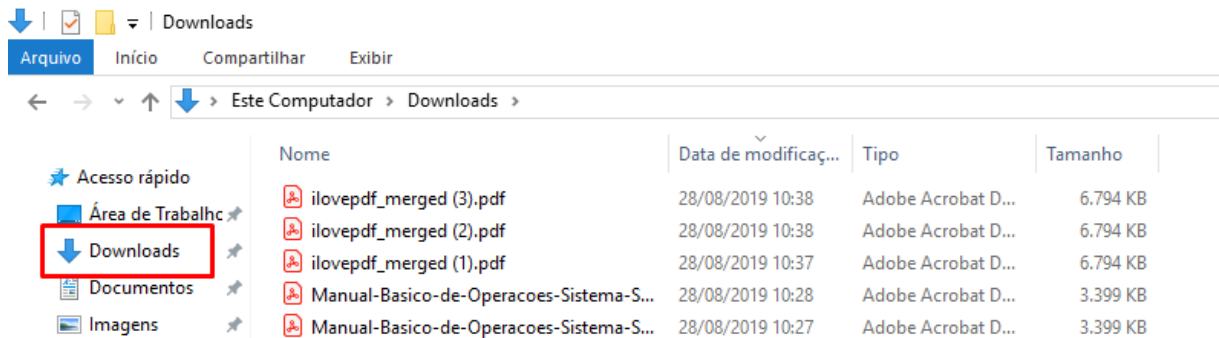 Downloads
Arquivo Início Compartilhar Exibir
Este Computador > Downloads >
Nome Data de modificaç... Tipo Tamanho
Acesso rápido
ilovepdf_merged (3).pdf 28/08/2019 10:38 Adobe Acrobat D... 6.794 KB
Área de Trabalho
ilovepdf_merged (2).pdf 28/08/2019 10:38 Adobe Acrobat D... 6.794 KB
Downloads
ilovepdf_merged (1).pdf 28/08/2019 10:37 Adobe Acrobat D... 6.794 KB
Documentos
Manual-Basico-de-Operacoes-Sistema-S... 28/08/2019 10:28 Adobe Acrobat D... 3.399 KB
Imagens
Manual-Basico-de-Operacoes-Sistema-S... 28/08/2019 10:27 Adobe Acrobat D... 3.399 KB